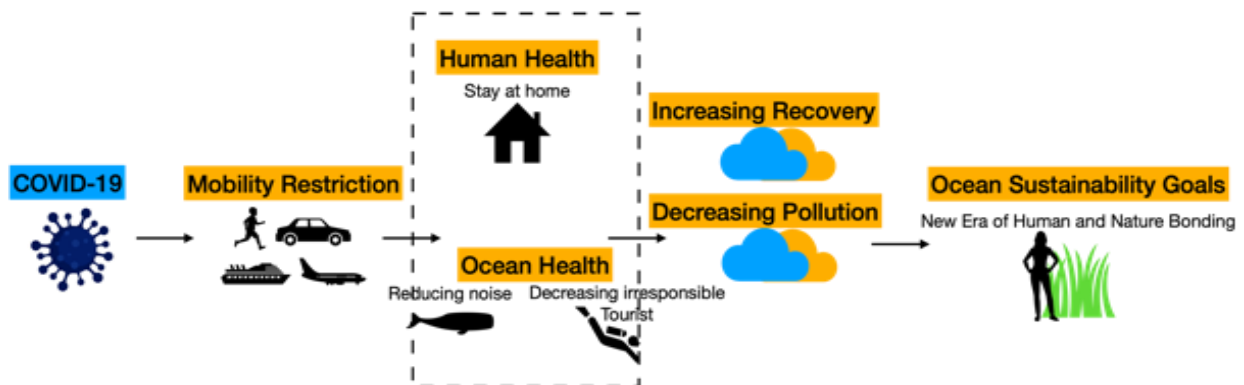 COVID-19
Mobility Restriction
Human Health
Stay at home
Ocean Health
Reducing noise
Decreasing irresponsible
Tourist
Increasing Recovery
Decreasing Pollution
Ocean Sustainability Goals
New Era of Human and Nature Bonding